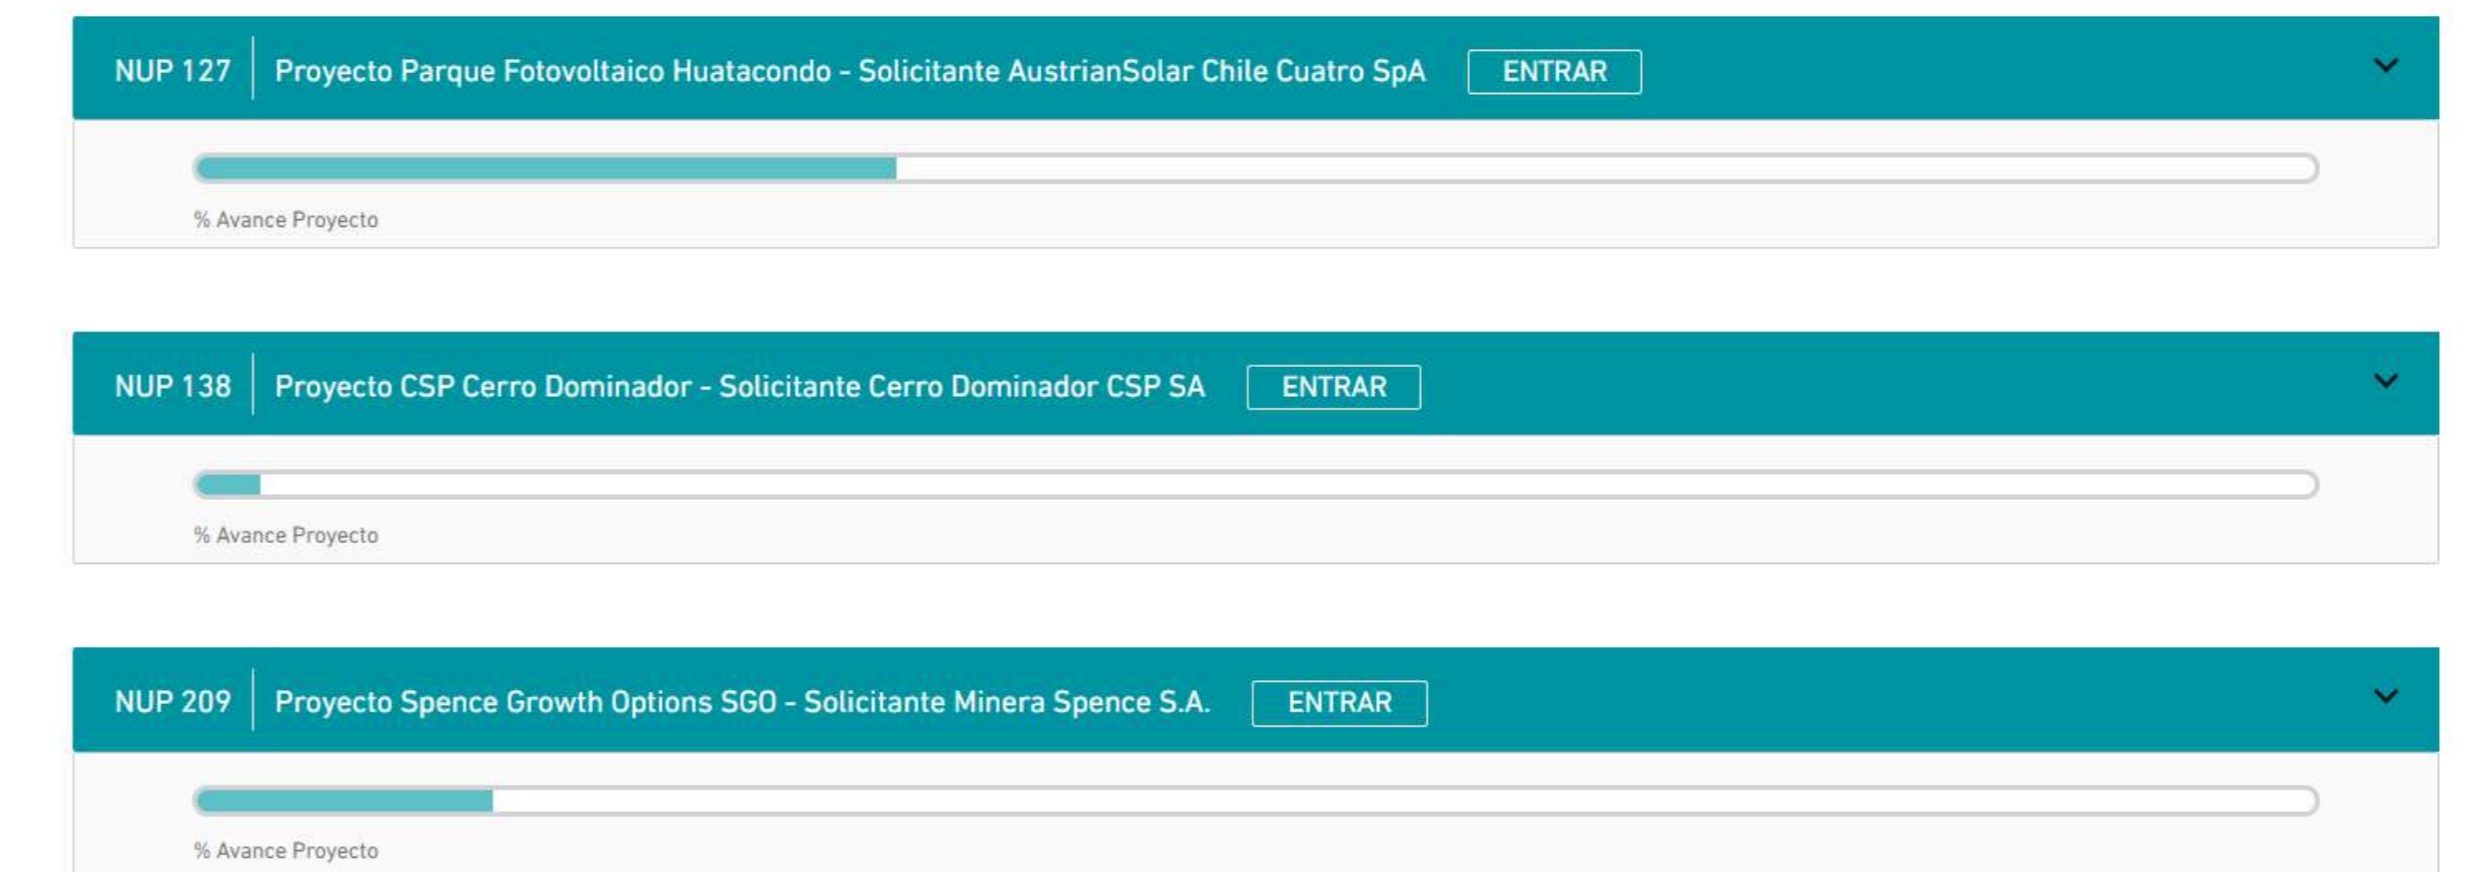 NUP 127 Proyecto Parque Fotovoltaico Huatacondo - Solicitante AustrianSolar Chile Cuatro SpA ENTRAR
% Avance Proyecto
NUP 138 Proyecto CSP Cerro Dominador - Solicitante Cerro Dominador CSP SA ENTRAR
% Avance Proyecto
NUP 209 Proyecto Spence Growth Options SGO - Solicitante Minera Spence S.A. ENTRAR
% Avance Proyecto